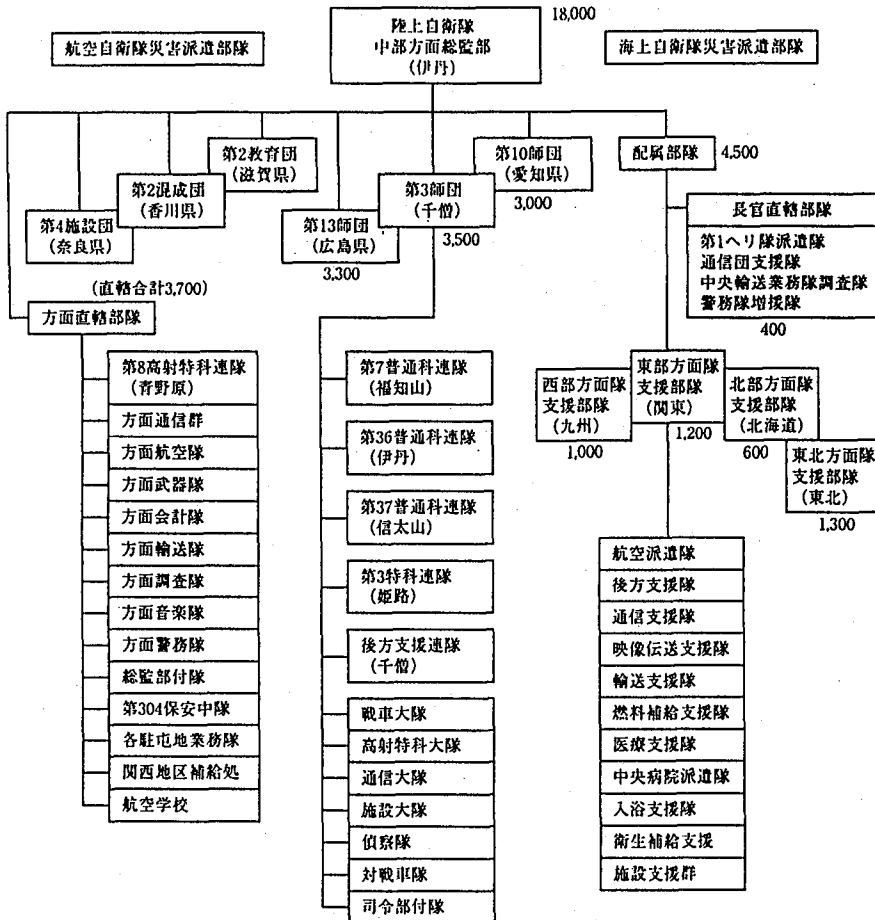 18,000
陸上自衛隊
中部方面総監部
(伊丹)
航空自衛隊災害派遣部隊
海上自衛隊災害派遣部隊
第4施設団
(奈良県)
第2混成団
(香川県)
第2教育団
(滋賀県)
第13師団
(広島県)
3,300
第3師団
(千僧)
3,500
第10師団
(愛知県)
3,000
配属部隊
4,500
長官直轄部隊
第1ヘリ隊派遣隊
通信団支援隊
中央輸送業務隊調査隊
警務隊増援隊
400
(直轄合計3,700)
方面直轄部隊
第8高射特科連隊
(青野原)
方面通信群
方面航空隊
方面武器隊
方面会計隊
方面輸送隊
方面調査隊
方面音楽隊
方面警務隊
総監部付隊
第304保安中隊
各駐屯地業務隊
関西地区補給処
航空学校
第7普通科連隊
(福知山)
第36普通科連隊
(伊丹)
第37普通科連隊
(信太山)
第3特科連隊
(姫路)
後方支援連隊
(千僧)
戦車大隊
高射特科大隊
通信大隊
施設大隊
偵察隊
対戦車隊
司令部付隊
西部方面隊
支援部隊
(九州)
1,000
東部方面隊
支援部隊
(関東)
1,200
北部方面隊
支援部隊
(北海道)
600
東北方面隊
支援部隊
(東北)
1,300
航空派遣隊
後方支援隊
通信支援隊
映像伝送支援隊
輸送支援隊
燃料補給支援隊
医療支援隊
中央病院派遣隊
入浴支援隊
衛生補給支援
施設支援群